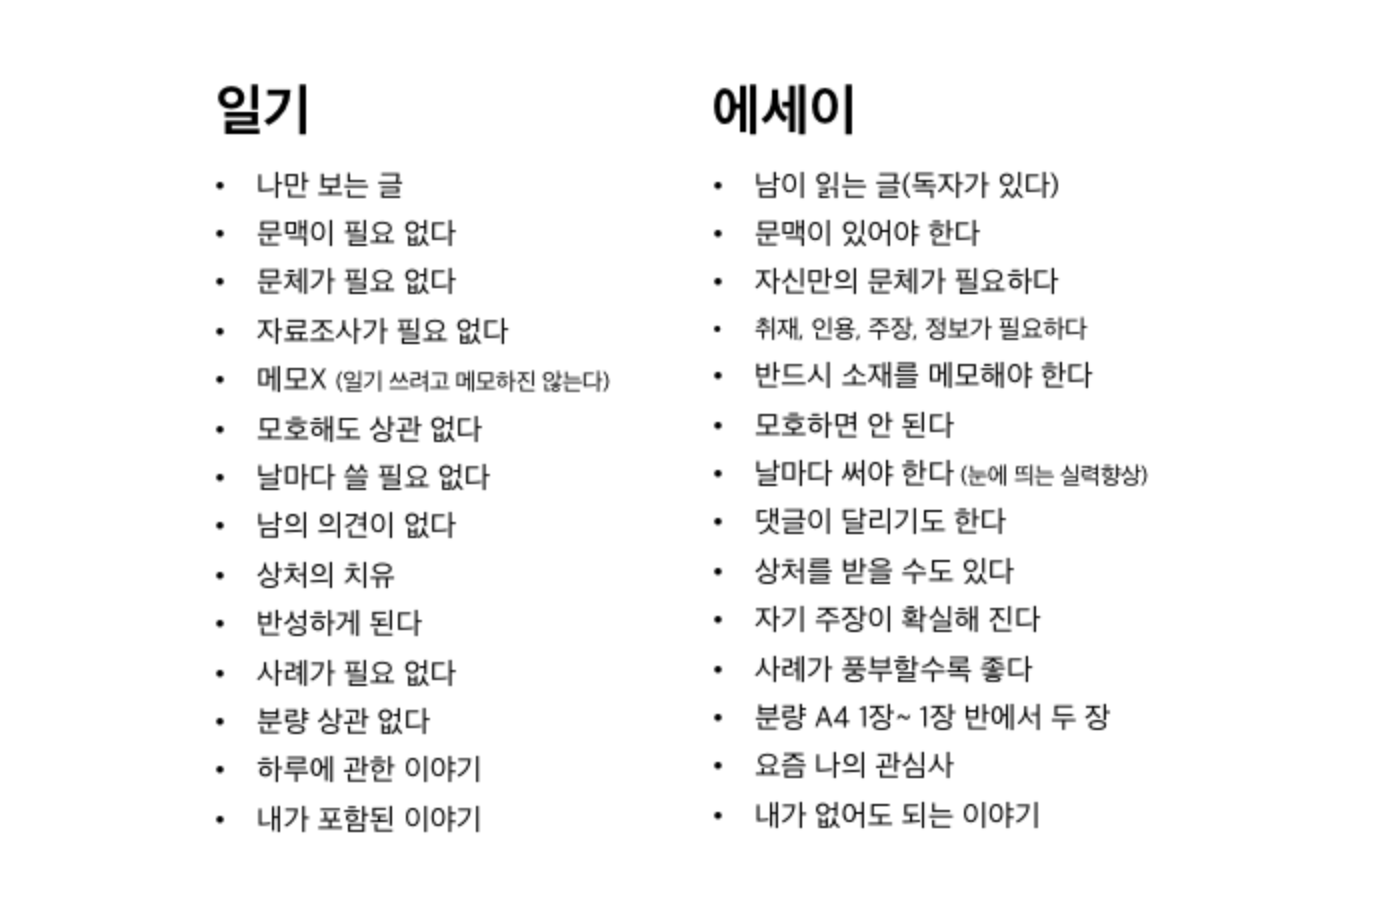 일기
• 나만 보는 글
• 문맥이 필요 없다
• 문체가 필요 없다
• 자료조사가 필요 없다
• 메모X (일기 쓰려고 메모하진 않는다)
• 모호해도 상관 없다
• 날마다 쓸 필요 없다
• 남의 의견이 없다
• 상처의 치유
• 반성하게 된다
• 사례가 필요 없다
• 분량 상관 없다
• 하루에 관한 이야기
• 내가 포함된 이야기
에세이
• 남이 읽는 글(독자가 있다)
• 문맥이 있어야 한다
• 자신만의 문체가 필요하다
• 취재, 인용, 주장, 정보가 필요하다
• 반드시 소재를 메모해야 한다
• 모호하면 안 된다
• 날마다 써야 한다 (눈에 띄는 실력향상)
• 댓글이 달리기도 한다
• 상처를 받을 수도 있다
• 자기 주장이 확실해 진다
• 사례가 풍부할수록 좋다
• 분량 A4 1장~ 1장 반에서 두 장
• 요즘 나의 관심사
• 내가 없어도 되는 이야기